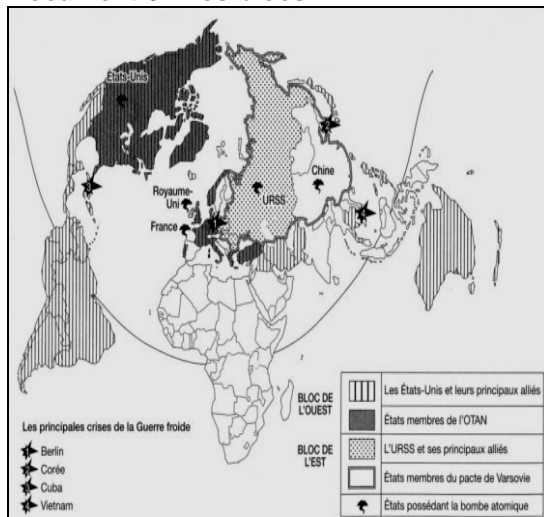 États-Unis
Royaume-
Uni
France
URSS
Chine
BLOC DE
L'OUEST
BLOC DE
L'EST
Les États-Unis et leurs principaux alliés
États membres de l'OTAN
L'URSS et ses principaux alliés
États membres du pacte de Varsovie
États possédant la bombe atomique
Les principales crises de la Guerre froide
Berlin
Corée
Cuba
Vietnam